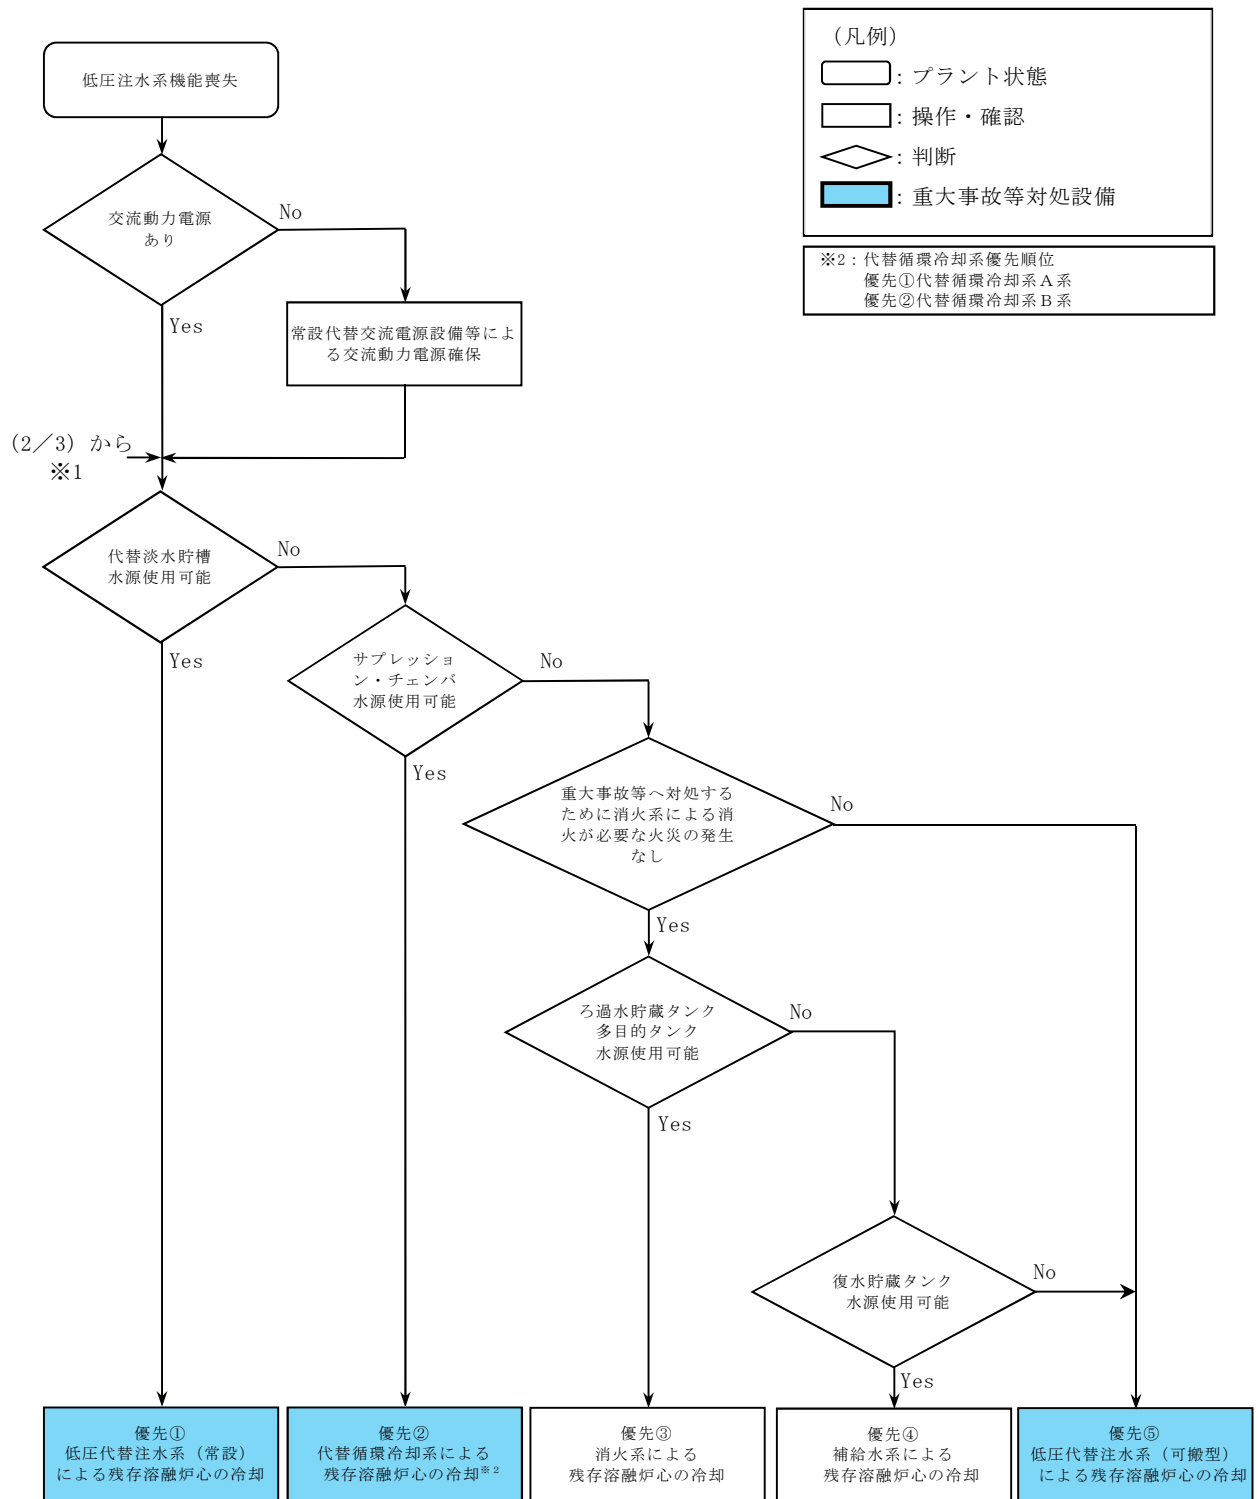 (凡例)
：プラント状態
：操作・確認
：判断
：重大事故等対処設備
※2：代替循環冷却系優先順位
優先①代替循環冷却系Ａ系
優先②代替循環冷却系Ｂ系
低圧注水系機能喪失
交流動力電源
あり
No
Yes
常設代替交流電源設備等によ
る交流動力電源確保
(2／3) から
※1
代替淡水貯槽
水源使用可能
No
Yes
サプレッショ
ン・チェンバ
水源使用可能
No
Yes
重大事故等へ対処する
ために消火系による消
火が必要な火災の発生
なし
No
Yes
ろ過水貯蔵タンク
多目的タンク
水源使用可能
No
Yes
復水貯蔵タンク
水源使用可能
No
Yes
優先①
低圧代替注水系（常設）
による残存溶融炉心の冷却
優先②
代替循環冷却系による
残存溶融炉心の冷却※2
優先③
消火系による
残存溶融炉心の冷却
優先④
補給水系による
残存溶融炉心の冷却
優先⑤
低圧代替注水系（可搬型）
による残存溶融炉心の冷却